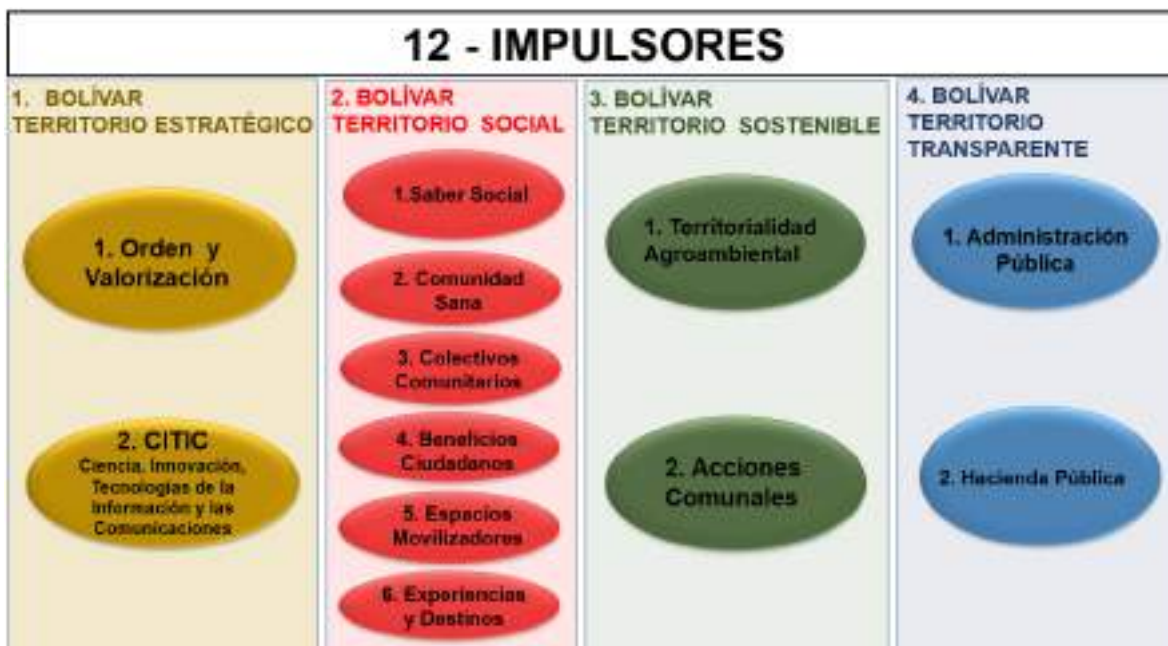 12 - IMPULSORES
1. BOLÍVAR
TERRITORIO ESTRATÉGICO
1. Orden y
Valorización
2. CITIC
Ciencia, Innovación,
Tecnologías de la
Información y las
Comunicaciones
2. BOLÍVAR
TERRITORIO SOCIAL
1.Saber Social
2. Comunidad
Sana
3. Colectivos
Comunitarios
4. Beneficios
Ciudadanos
5. Espacios
Movilizadores
6. Experiencias
y Destinos
3. BOLÍVAR
TERRITORIO SOSTENIBLE
1. Territorialidad
Agroambiental
2. Acciones
Comunales
4. BOLÍVAR
TERRITORIO
TRANSPARENTE
1. Administración
Pública
2. Hacienda Pública